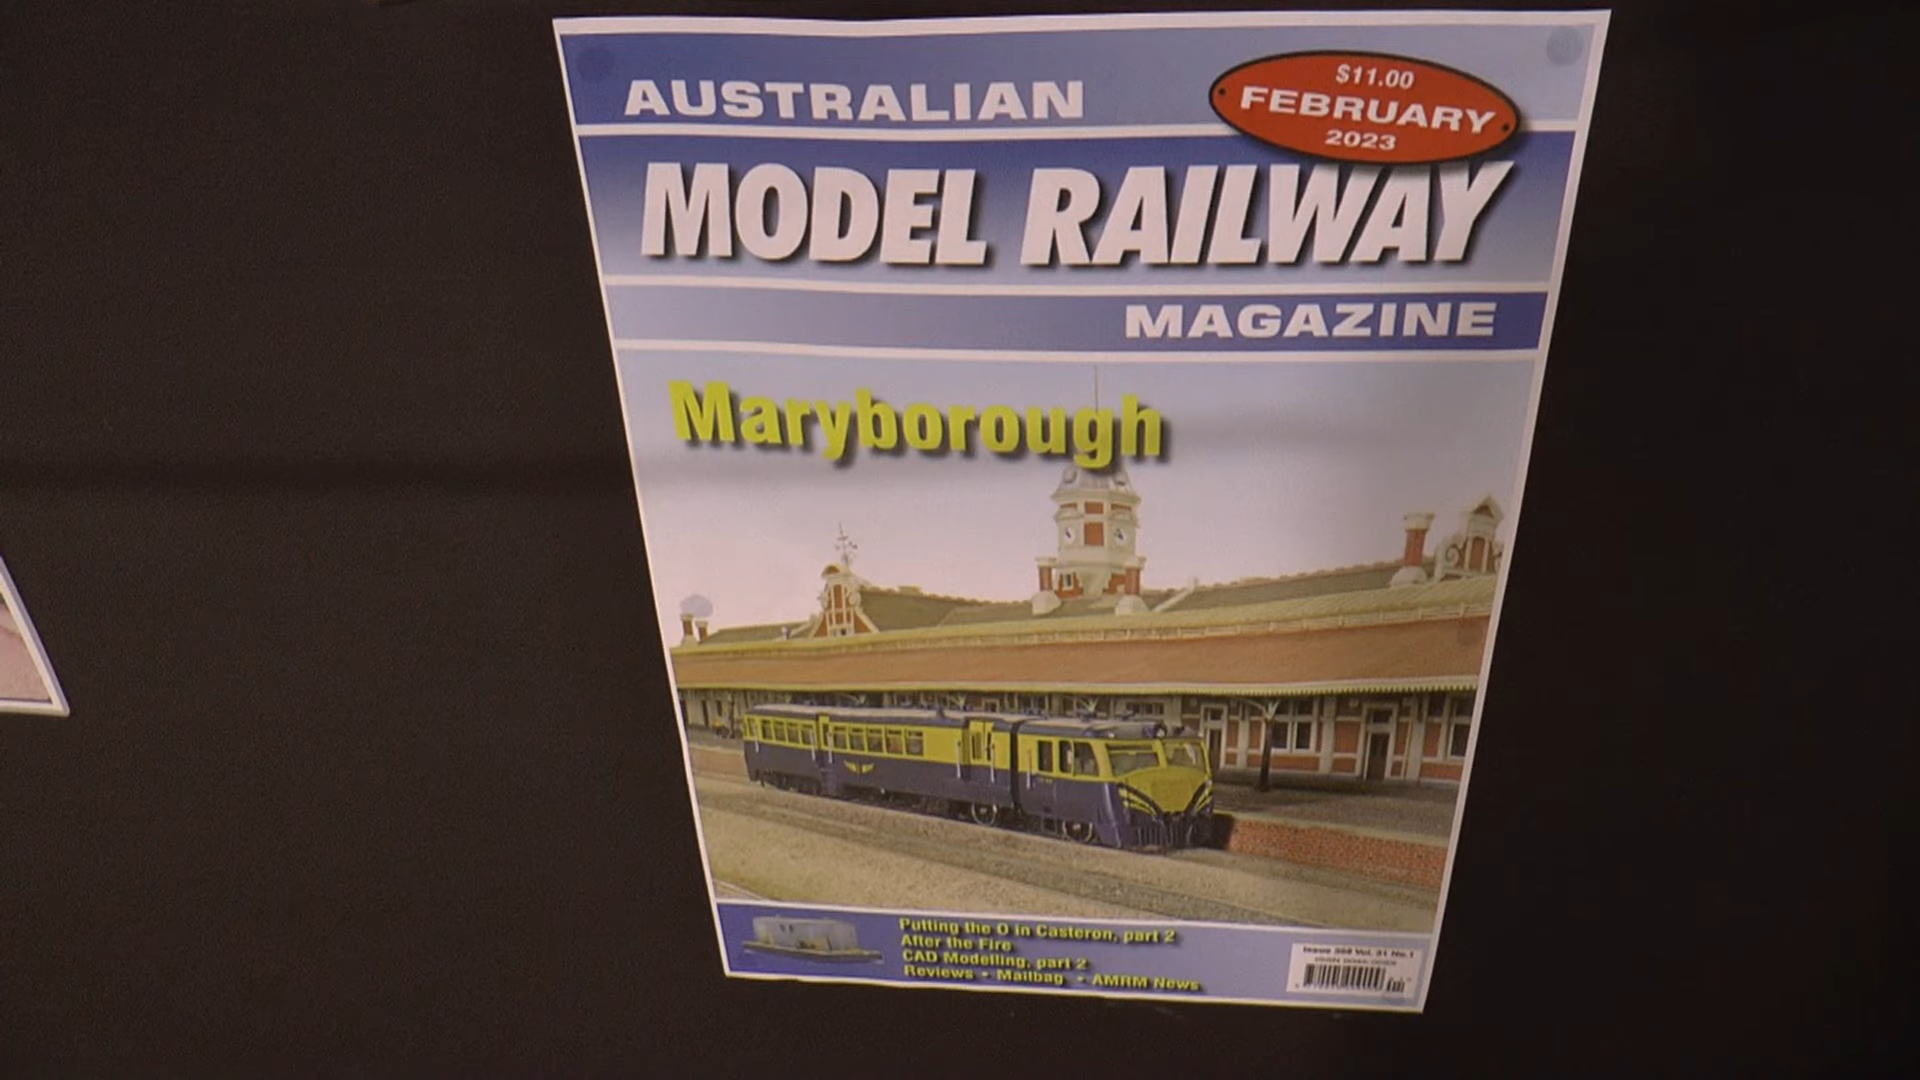 $11.00
FEBRUARY
2023
AUSTRALIAN
MODEL RAILWAY
MAGAZINE
Maryborough
Putting the O in Casteron, part 2
After the Fire
CAD Modelling, part 2
Reviews • Mailbag • AMRM News